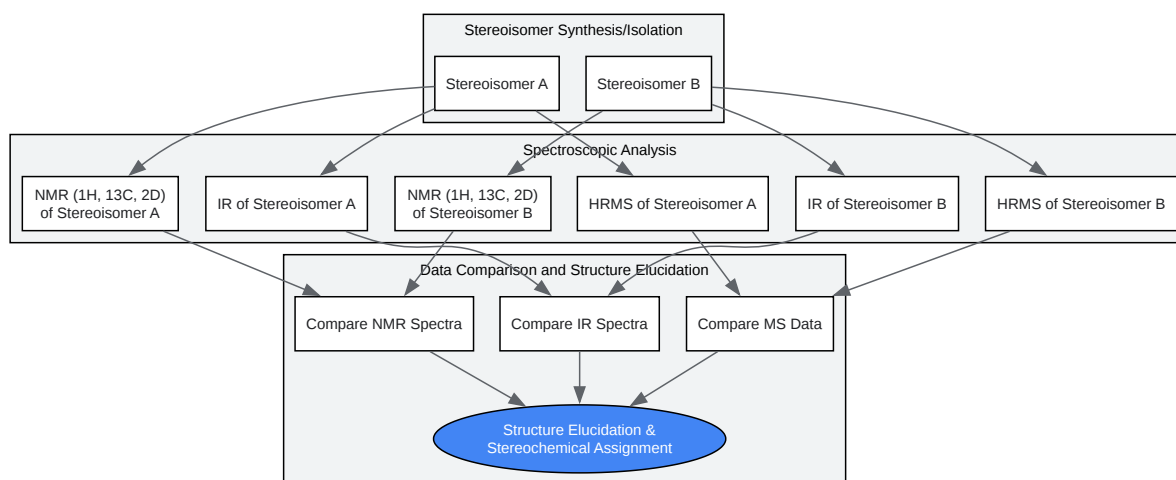 Stereoisomer Synthesis/Isolation
Stereoisomer A
Stereoisomer B
Spectroscopic Analysis
NMR (1H, 13C, 2D)
of Stereoisomer A
IR of Stereoisomer A
NMR (1H, 13C, 2D)
of Stereoisomer B
HRMS of Stereoisomer A
IR of Stereoisomer B
HRMS of Stereoisomer B
Data Comparison and Structure Elucidation
Compare NMR Spectra
Compare IR Spectra
Compare MS Data
Structure Elucidation &
Stereochemical Assignment